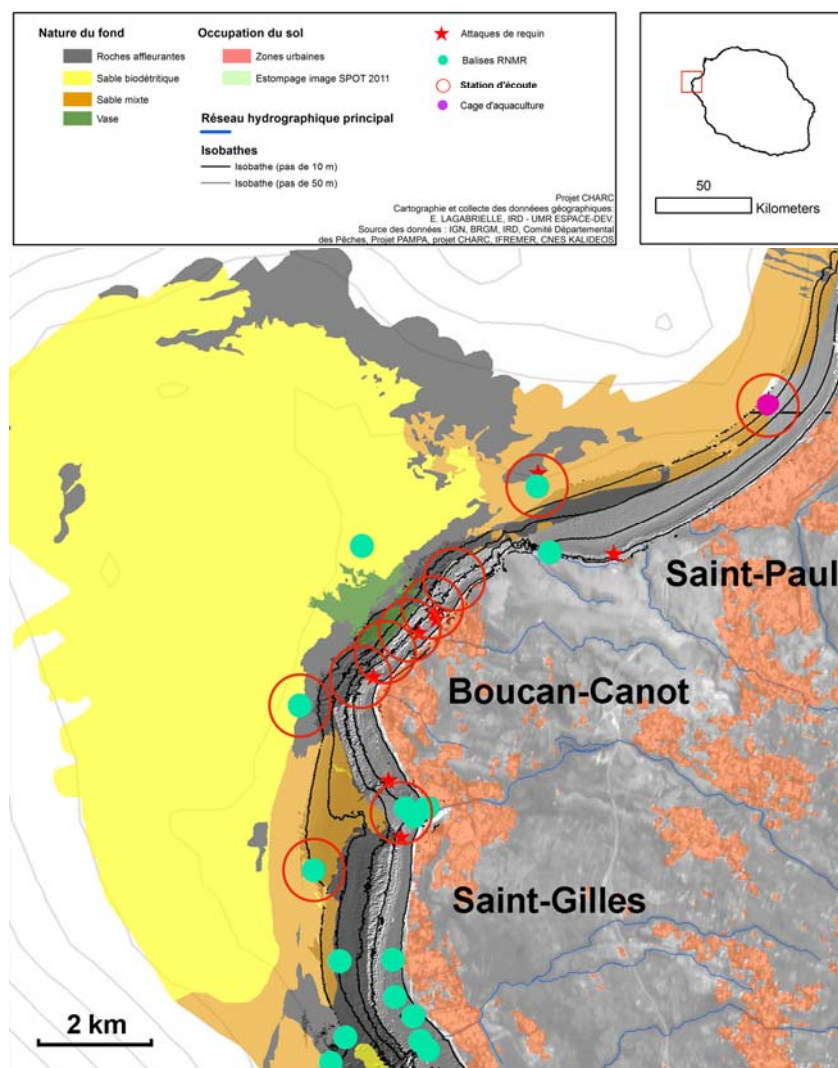 Nature du fond
Roches affleurantes
Sable biodétritique
Sable mixte
Vase
Occupation du sol
Zones urbaines
Estompage image SPOT 2011
Réseau hydrographique principal
Isobathes
Isobathe (pas de 10 m)
Isobathe (pas de 50 m)
Attaques de requin
Balises RNMR
Station d'écoute
Cage d'aquaculture
Projet CHARC
Cartographie et collecte des donnéees géographiques:
E. LAGABRIELLE, IRD - UMR ESPACE-DEV.
Source des données : IGN, BRGM, IRD, Comité Départemental
des Pêches, Projet PAMPA, projet CHARC, IFREMER, CNES KALIDEOS
50
Kilometers
Saint-Paul
Boucan-Canot
Saint-Gilles
2 km